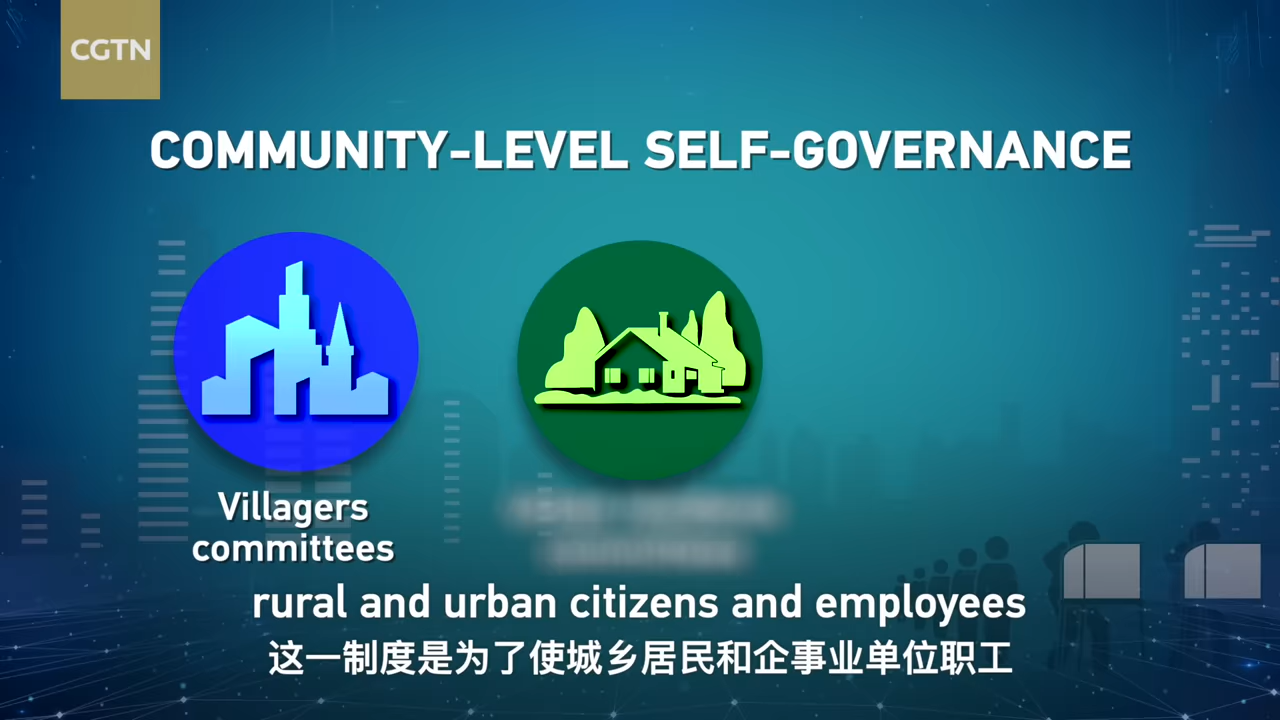 CGTN
COMMUNITY-LEVEL SELF-GOVERNANCE
Villagers
committees
rural and urban citizens and employees
这一制度是为了使城乡居民和企事业单位职工